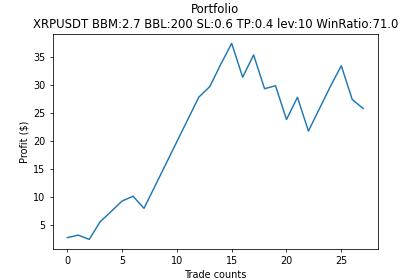 Portfolio
XRPUSDT BBM:2.7 BBL:200 SL:0.6 TP:0.4 lev:10 WinRatio:71.0
Profit ($)
35
30
25
20
15
10
5
0 5 10 15 20 25
Trade counts